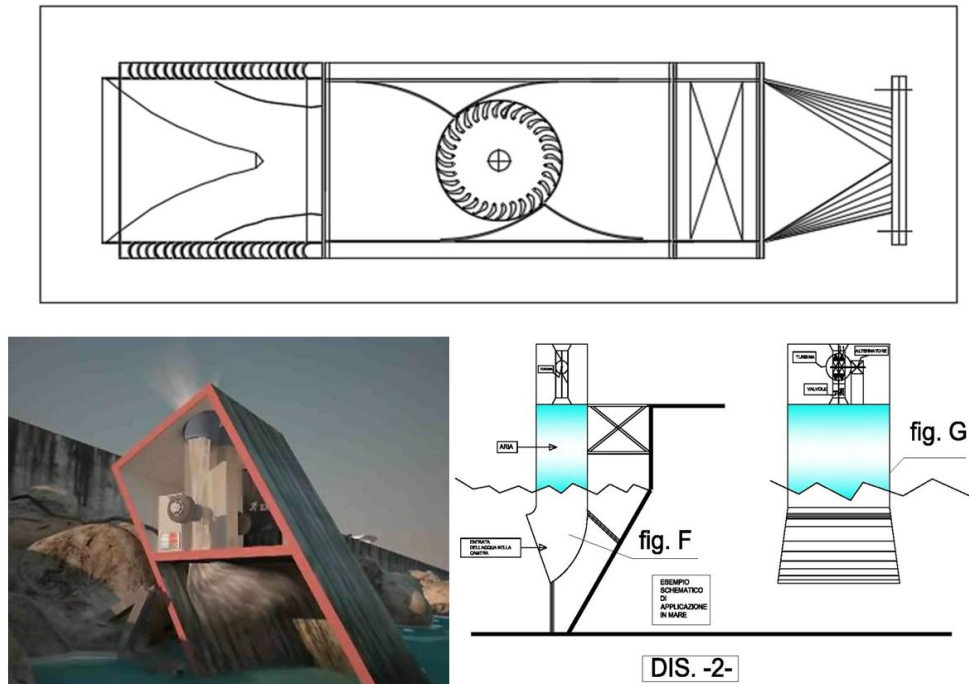 TURBINA
ALTERNATORE
VALVOLE
ARIA
fig. G
ENTRATA
DELL'ACQUA NELLA
CAMERA
fig. F
ESEMPIO
SCHEMATICO
DI
APPLICAZIONE
IN MARE
DIS. -2-